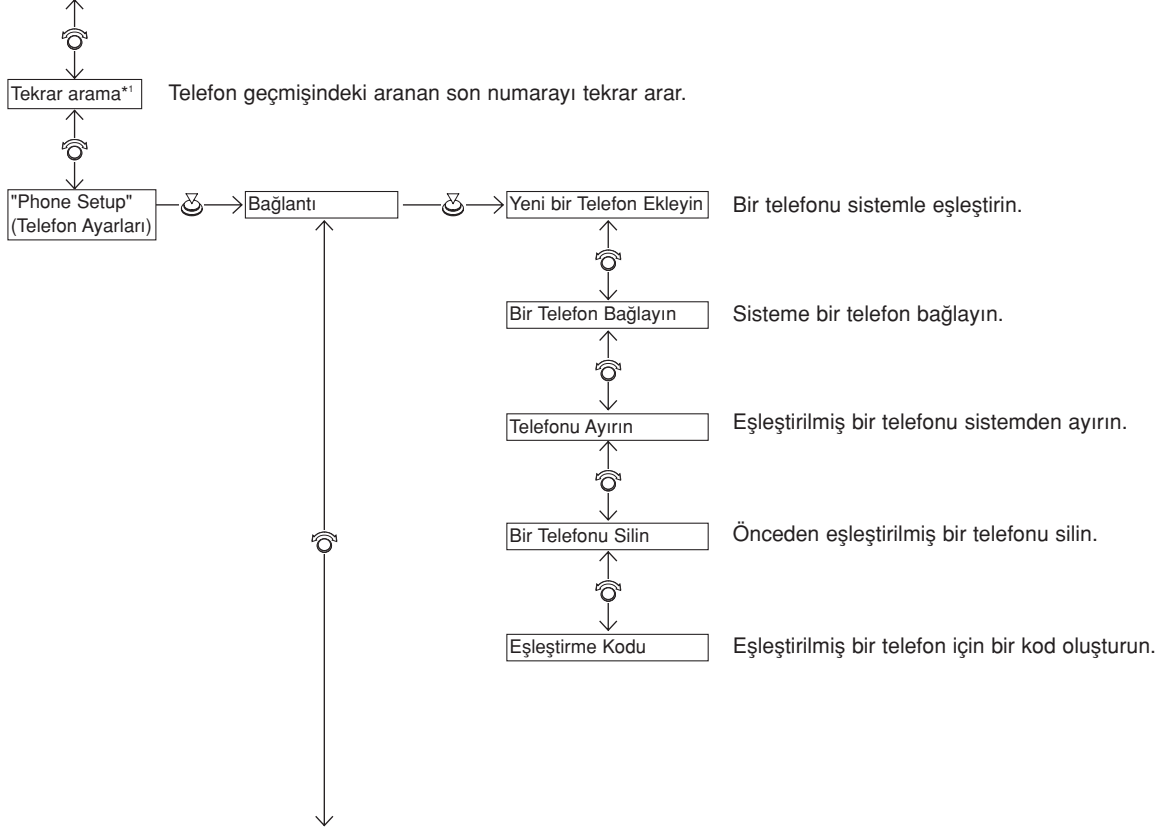 Tekrar arama*1
Telefon geçmişindeki aranan son numarayı tekrar arar.
"Phone Setup"
(Telefon Ayarları)
Bağlantı
Yeni bir Telefon Ekleyin
Bir telefonu sistemle eşleştirin.
Bir Telefon Bağlayın
Sisteme bir telefon bağlayın.
Telefonu Ayırın
Eşleştirilmiş bir telefonu sistemden ayırın.
Bir Telefonu Silin
Önceden eşleştirilmiş bir telefonu silin.
Eşleştirme Kodu
Eşleştirilmiş bir telefon için bir kod oluşturun.